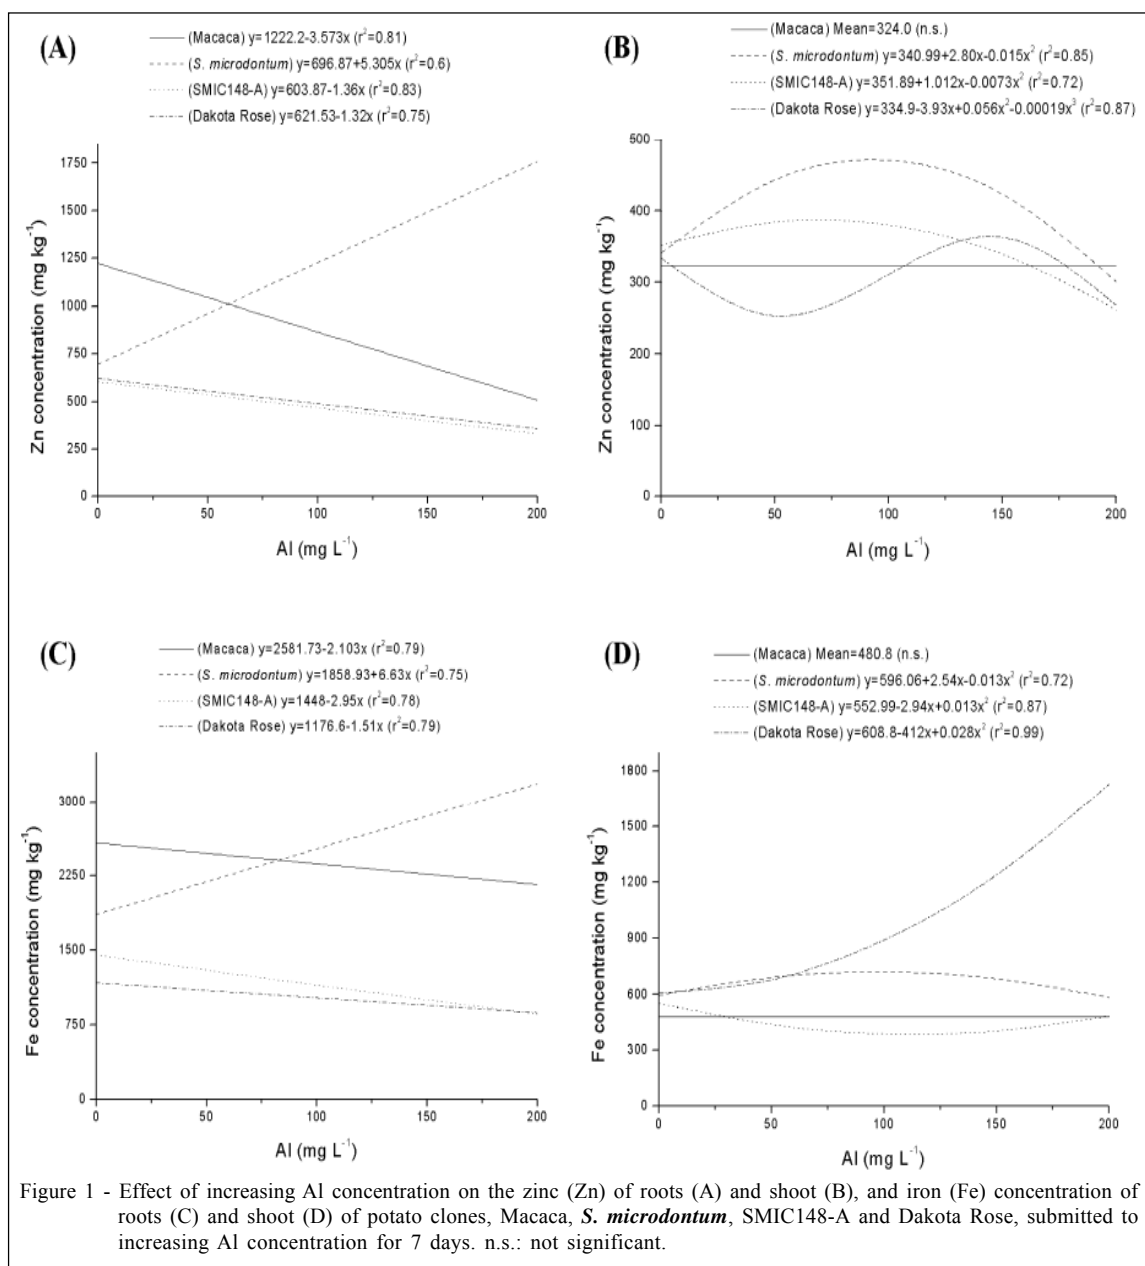 (A)
(Macaca) y=1222.2-3.573x (r²=0.81)
(S. microdontum) y=696.87+5.305x (r²=0.6)
(SMIC148-A) y=603.87-1.36x (r²=0.83)
(Dakota Rose) y=621.53-1.32x (r²=0.75)
Zn concentration (mg kg⁻¹)
1750
1500
1250
1000
750
500
250
0
0 50 100 150 200
Al (mg L⁻¹)
(B)
(Macaca) Mean=324.0 (n.s.)
(S. microdontum) y=340.99+2.80x-0.015x² (r²=0.85)
(SMIC148-A) y=351.89+1.012x-0.0073x² (r²=0.72)
(Dakota Rose) y=334.9-3.93x+0.056x²-0.00019x³ (r²=0.87)
Zn concentration (mg kg⁻¹)
500
400
300
200
100
0
0 50 100 150 200
Al (mg L⁻¹)
(C)
(Macaca) y=2581.73-2.103x (r²=0.79)
(S. microdontum) y=1858.93+6.63x (r²=0.75)
(SMIC148-A) y=1448-2.95x (r²=0.78)
(Dakota Rose) y=1176.6-1.51x (r²=0.79)
Fe concentration (mg kg⁻¹)
3000
2250
1500
750
0
0 50 100 150 200
Al (mg L⁻¹)
(D)
(Macaca) Mean=480.8 (n.s.)
(S. microdontum) y=596.06+2.54x-0.013x² (r²=0.72)
(SMIC148-A) y=552.99-2.94x+0.013x² (r²=0.87)
(Dakota Rose) y=608.8-412x+0.028x² (r²=0.99)
Fe concentration (mg kg⁻¹)
1800
1500
1200
900
600
300
0
0 50 100 150 200
Al (mg L⁻¹)
Figure 1 - Effect of increasing Al concentration on the zinc (Zn) of roots (A) and shoot (B), and iron (Fe) concentration of
roots (C) and shoot (D) of potato clones, Macaca, S. microdontum, SMIC148-A and Dakota Rose, submitted to
increasing Al concentration for 7 days. n.s.: not significant.